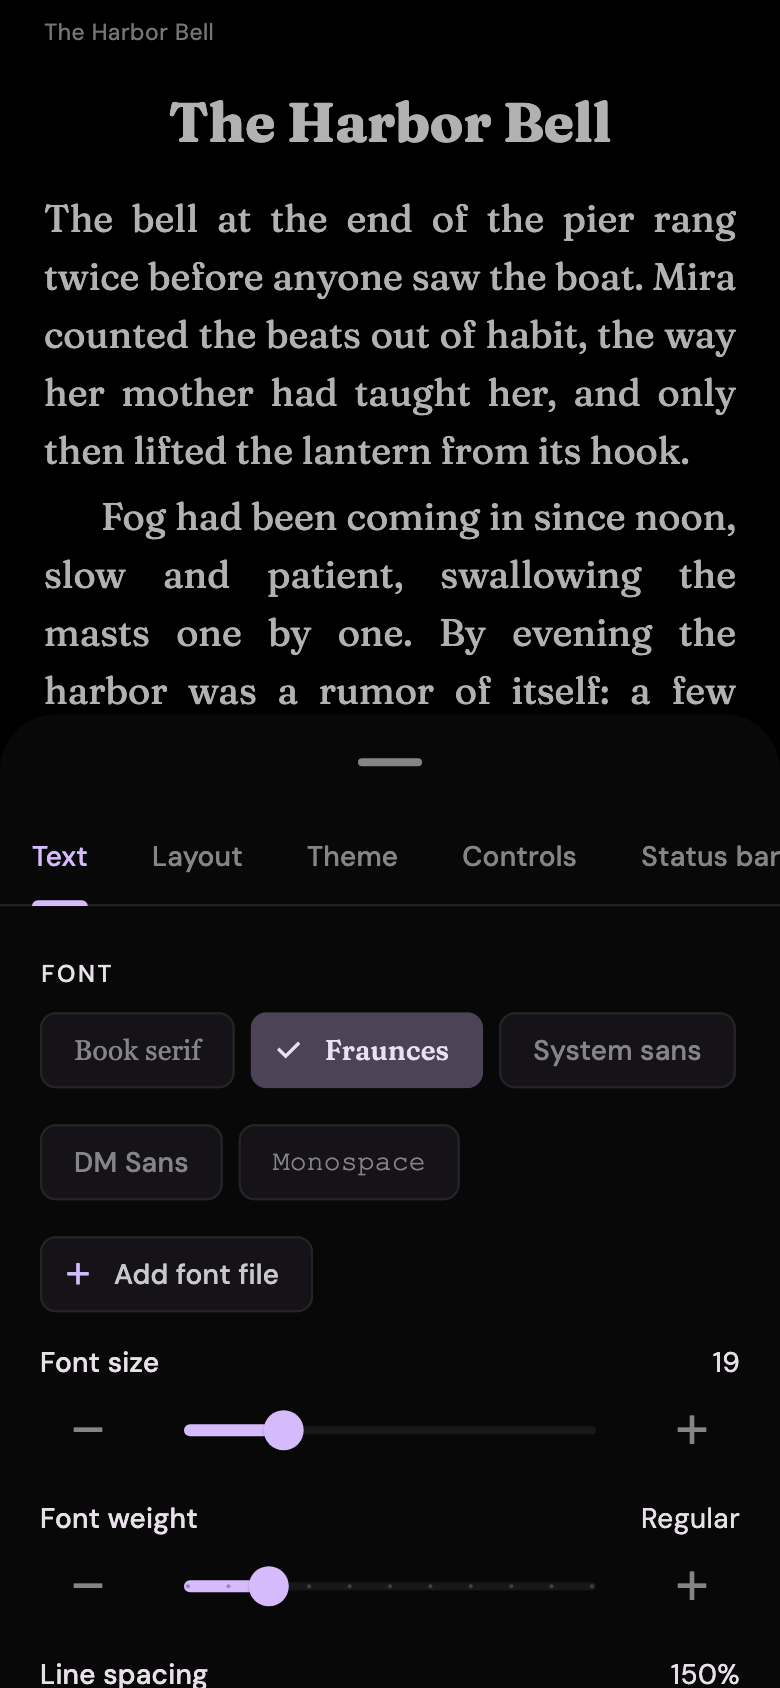 The Harbor Bell
The Harbor Bell
The bell at the end of the pier rang
twice before anyone saw the boat. Mira
counted the beats out of habit, the way
her mother had taught her, and only
then lifted the lantern from its hook.
Fog had been coming in since noon,
slow and patient, swallowing the
masts one by one. By evening the
harbor was a rumor of itself: a few
Text Layout Theme Controls Status bar
FONT
Book serif Fraunces System sans
DM Sans Monospace
+ Add font file
Font size 19
Font weight Regular
Line spacing 150%